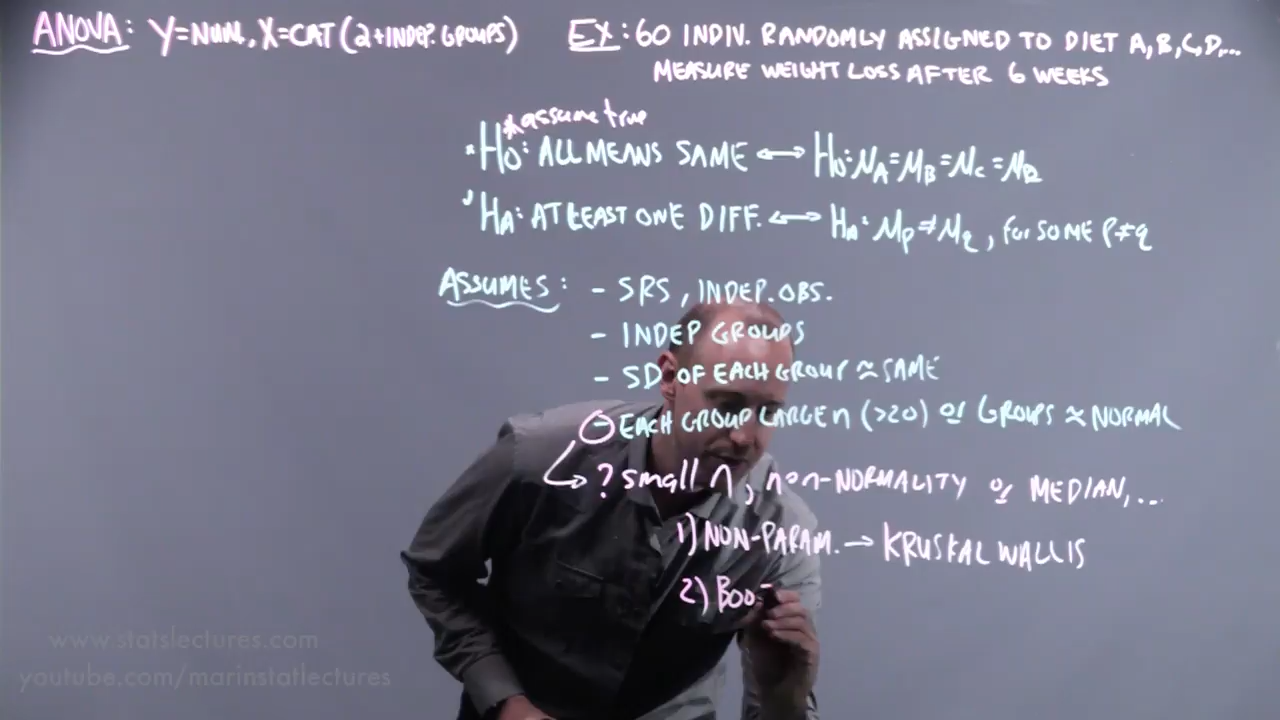 ANOVA: Y=NUM, X=CAT (2+INDEP. GROUPS)
EX: 60 INDIV. RANDOMLY ASSIGNED TO DIET A, B, C, D,...
MEASURE WEIGHT LOSS AFTER 6 WEEKS
*assume true
H₀: ALL MEANS SAME ↔ H₀: μA=μB=μC=μD
HA: AT LEAST ONE DIFF. ↔ HA: μp≠μq, for SOME p≠q
ASSUMES: - SRS, INDEP. OBS.
- INDEP GROUPS
- SD OF EACH GROUP ≈ SAME
- EACH GROUP LARGE n (>20) or GROUPS ≈ NORMAL
? small n, non-NORMALITY or MEDIAN,...
1) NON-PARAM. → KRUSKAL WALLIS
2) BOO
www.statslectures.com
youtube.com/marinstatlectures